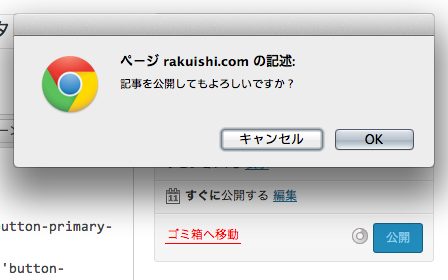 タ
ページ rakuishi.com の記述:
記事を公開してもよろしいですか？
キャンセル
OK
11 すぐに公開する 編集
ゴミ箱へ移動
公開
button-primary-
'button-